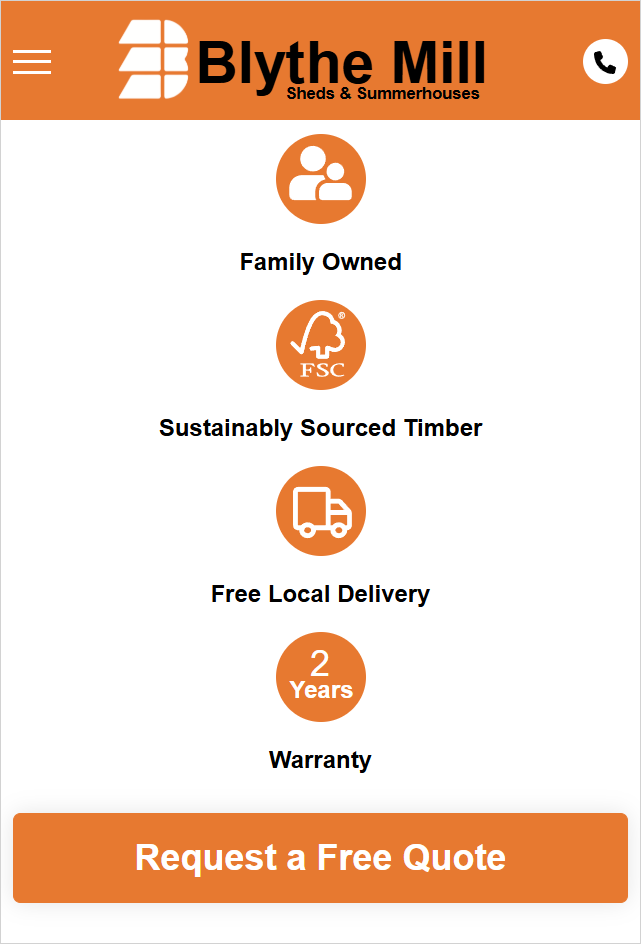 Blythe Mill
Sheds & Summerhouses
Family Owned
®
FSC
Sustainably Sourced Timber
Free Local Delivery
2
Years
Warranty
Request a Free Quote